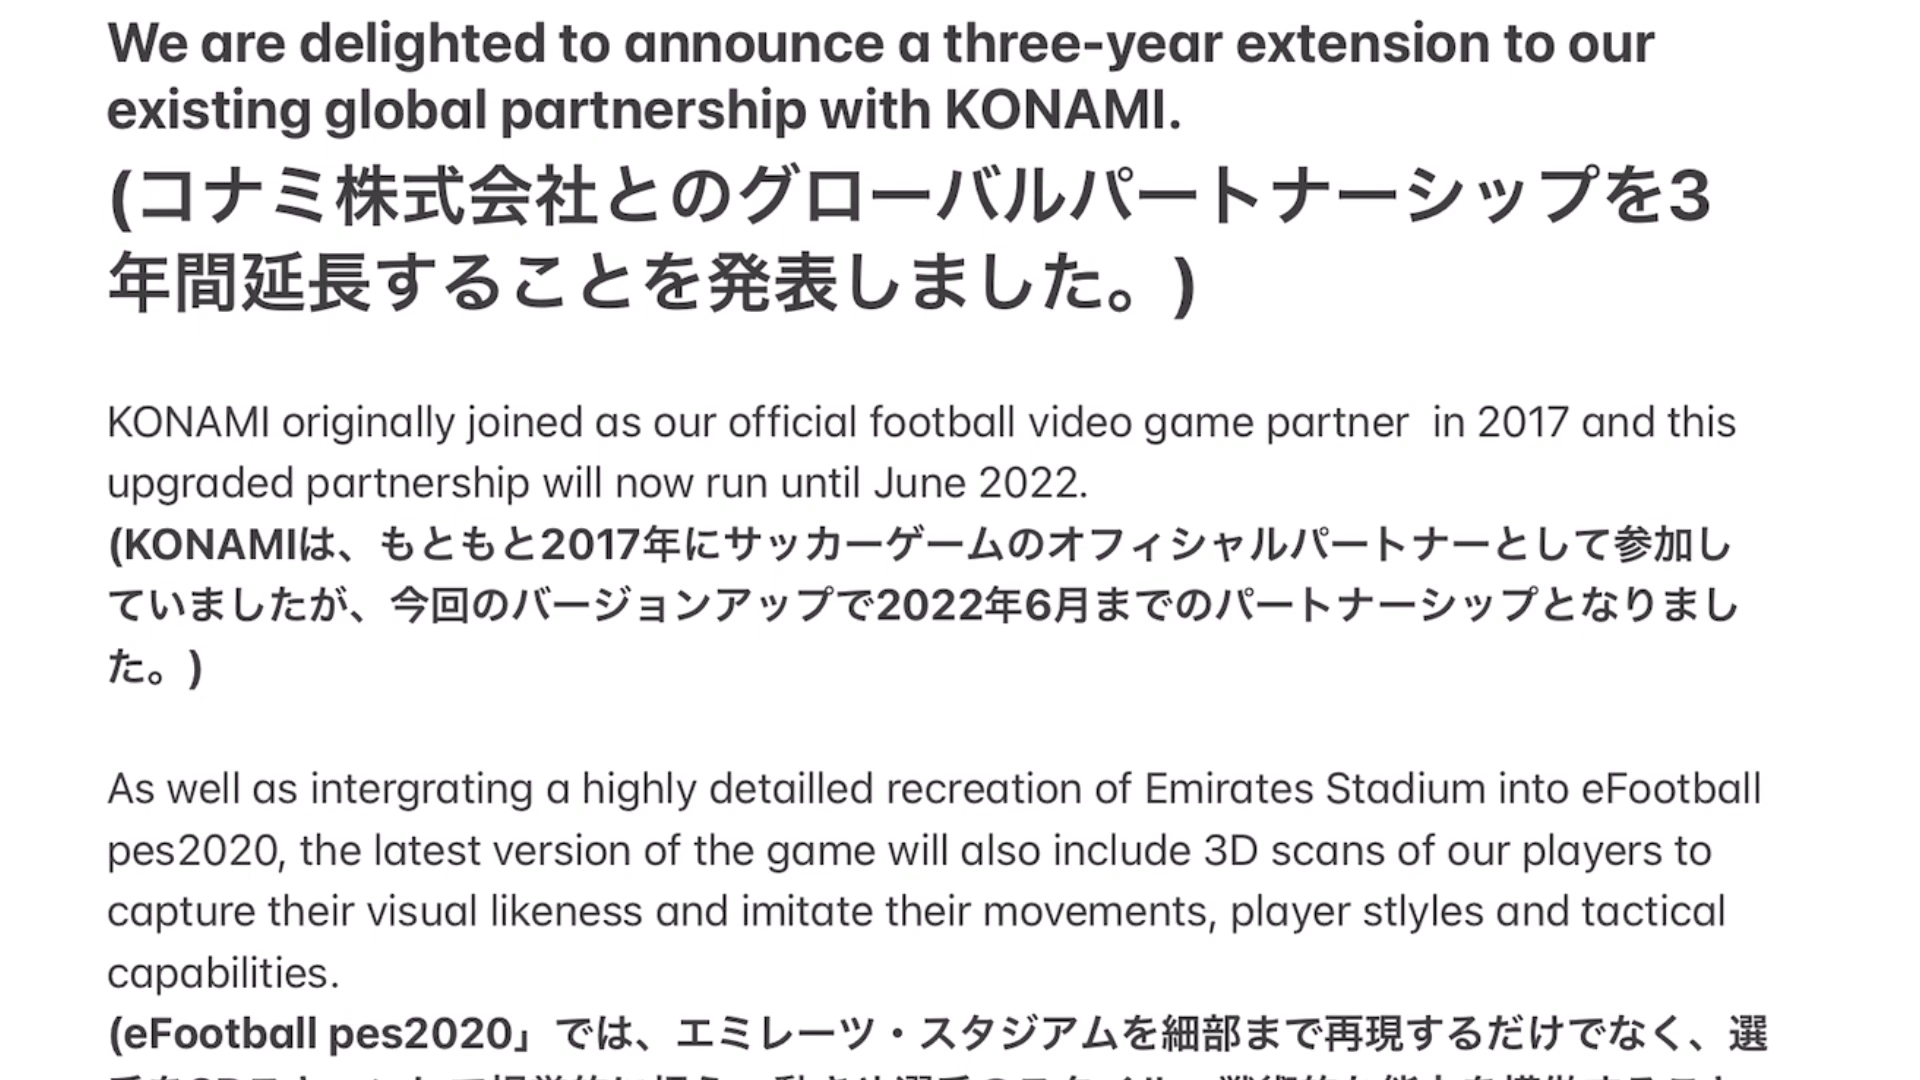 We are delighted to announce a three-year extension to our
existing global partnership with KONAMI.
(コナミ株式会社とのグローバルパートナーシップを3
年間延長することを発表しました。)
KONAMI originally joined as our official football video game partner  in 2017 and this
upgraded partnership will now run until June 2022.
(KONAMIは、もともと2017年にサッカーゲームのオフィシャルパートナーとして参加し
ていましたが、今回のバージョンアップで2022年6月までのパートナーシップとなりまし
た。)
As well as intergrating a highly detailled recreation of Emirates Stadium into eFootball
pes2020, the latest version of the game will also include 3D scans of our players to
capture their visual likeness and imitate their movements, player stlyles and tactical
capabilities.
(eFootball pes2020」では、エミレーツ・スタジアムを細部まで再現するだけでなく、選